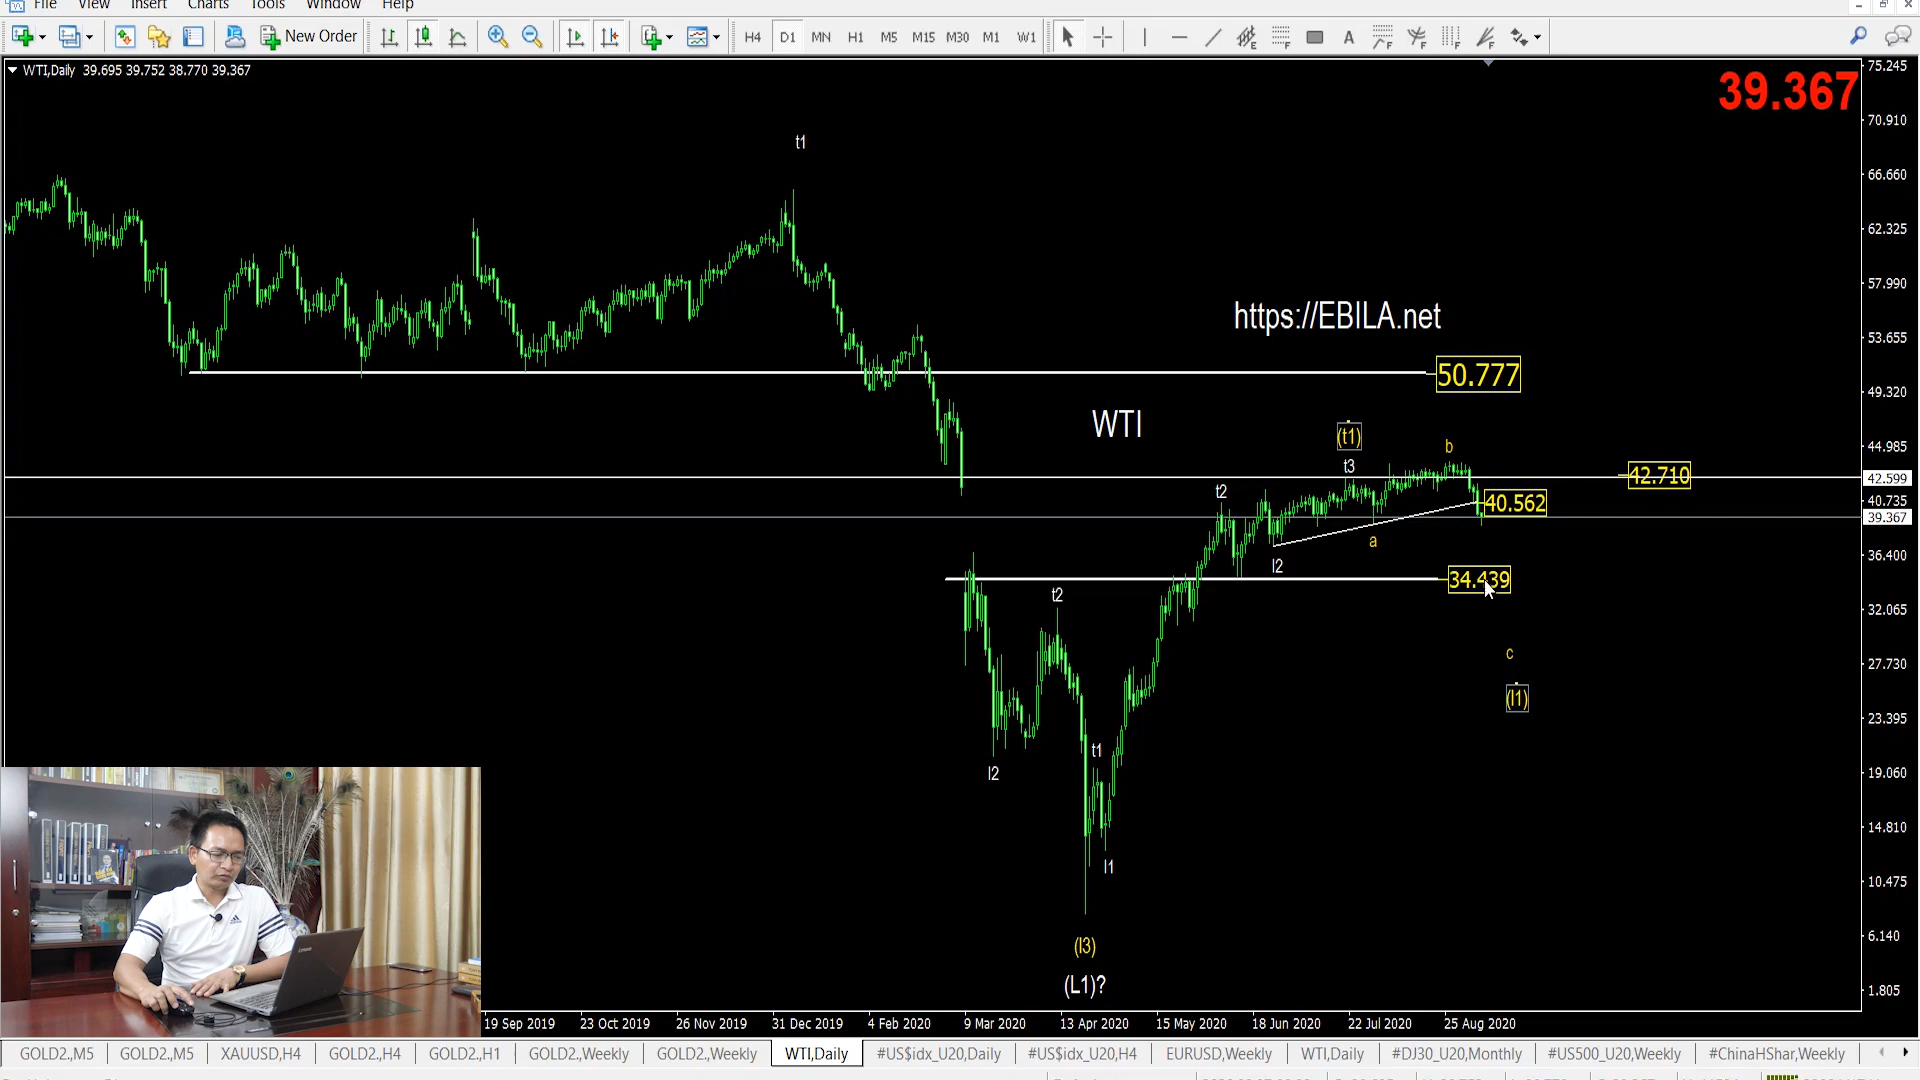 File View Insert Charts Tools Window Help
New Order H4 D1 MN H1 M5 M15 M30 M1 W1
WTI,Daily 39.695 39.752 38.770 39.367
39.367
75.245
70.910
66.660
62.325
57.990
53.655
49.320
44.985
42.599
40.735
39.367
36.400
32.065
27.730
23.395
19.060
14.810
10.475
6.140
1.805
t1
https://EBILA.net
50.777
WTI
(t1)
t3
b
42.710
t2
40.562
a
l2
34.439
t2
c
(l1)
t1
l2
l1
(l3)
(L1)?
19 Sep 2019 23 Oct 2019 26 Nov 2019 31 Dec 2019 4 Feb 2020 9 Mar 2020 13 Apr 2020 15 May 2020 18 Jun 2020 22 Jul 2020 25 Aug 2020
GOLD2.,M5 GOLD2.,M5 XAUUSD,H4 GOLD2.,H4 GOLD2.,H1 GOLD2.,Weekly GOLD2.,Weekly WTI,Daily #US$idx_U20,Daily #US$idx_U20,H4 EURUSD,Weekly WTI,Daily #DJ30_U20,Monthly #US500_U20,Weekly #ChinaHShar,Weekly